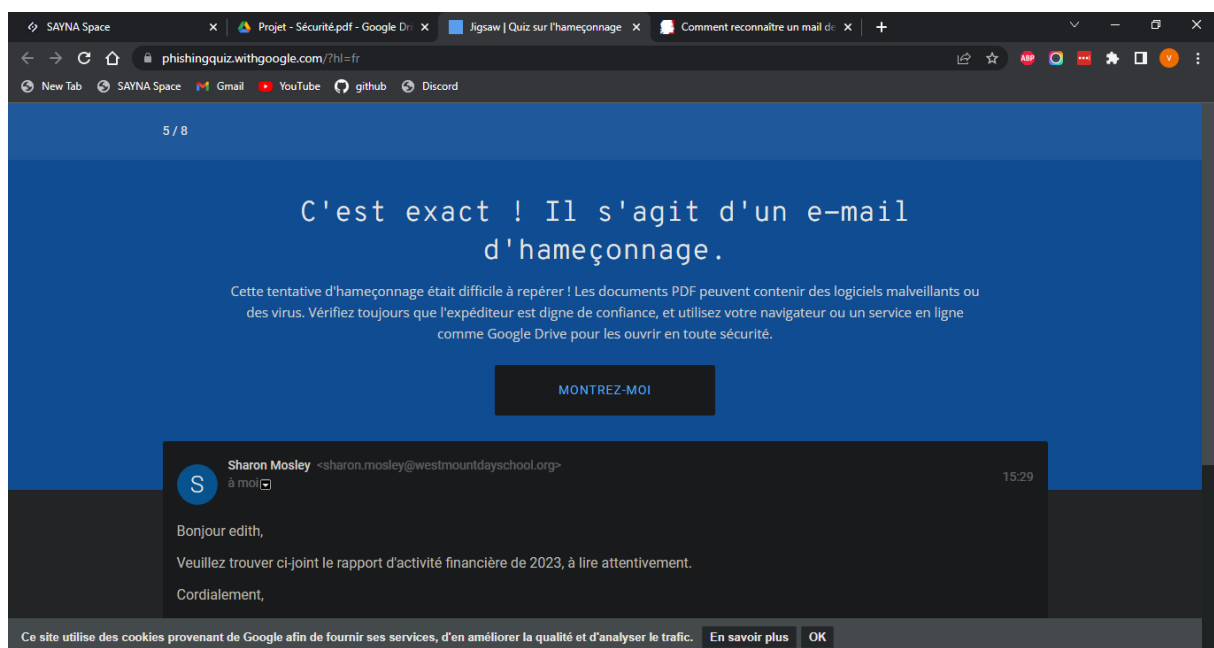 SAYNA Space
Projet - Sécurité.pdf - Google Dri
Jigsaw | Quiz sur l'hameçonnage
Comment reconnaître un mail de
phishingquiz.withgoogle.com/?hl=fr
ABP
V
New Tab SAYNA Space Gmail YouTube github Discord
5 / 8
C'est exact ! Il s'agit d'un e-mail
d'hameçonnage.
Cette tentative d'hameçonnage était difficile à repérer ! Les documents PDF peuvent contenir des logiciels malveillants ou
des virus. Vérifiez toujours que l'expéditeur est digne de confiance, et utilisez votre navigateur ou un service en ligne
comme Google Drive pour les ouvrir en toute sécurité.
MONTREZ-MOI
S
Sharon Mosley <sharon.mosley@westmountdayschool.org>
à moi
15:29
Bonjour edith,
Veuillez trouver ci-joint le rapport d'activité financière de 2023, à lire attentivement.
Cordialement,
Ce site utilise des cookies provenant de Google afin de fournir ses services, d'en améliorer la qualité et d'analyser le trafic. En savoir plus OK